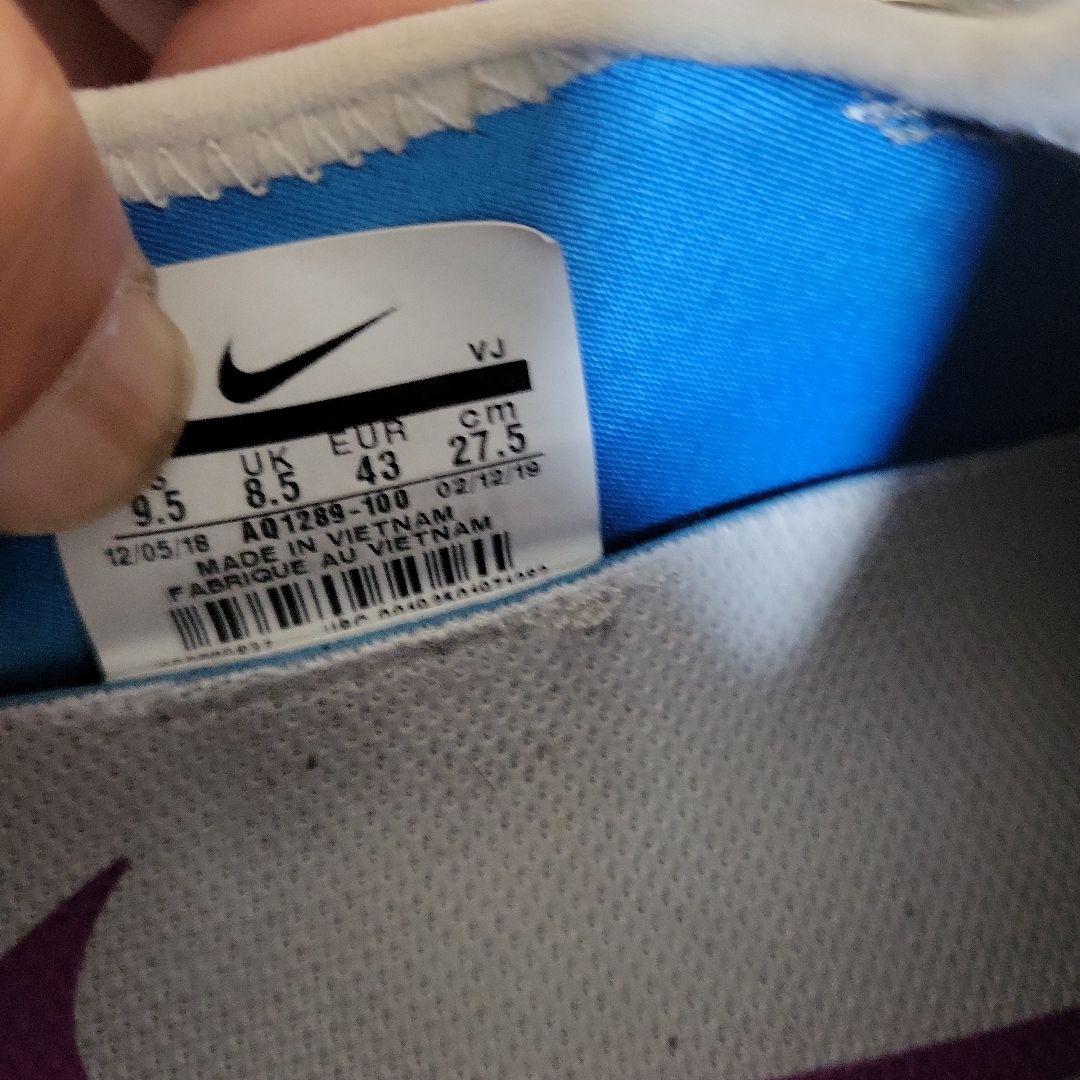 VJ
UK EUR cm
9.5 8.5 43 27.5
12/05/18 AQ1289-100 02/12/19
MADE IN VIETNAM
FABRIQUE AU VIETNAM